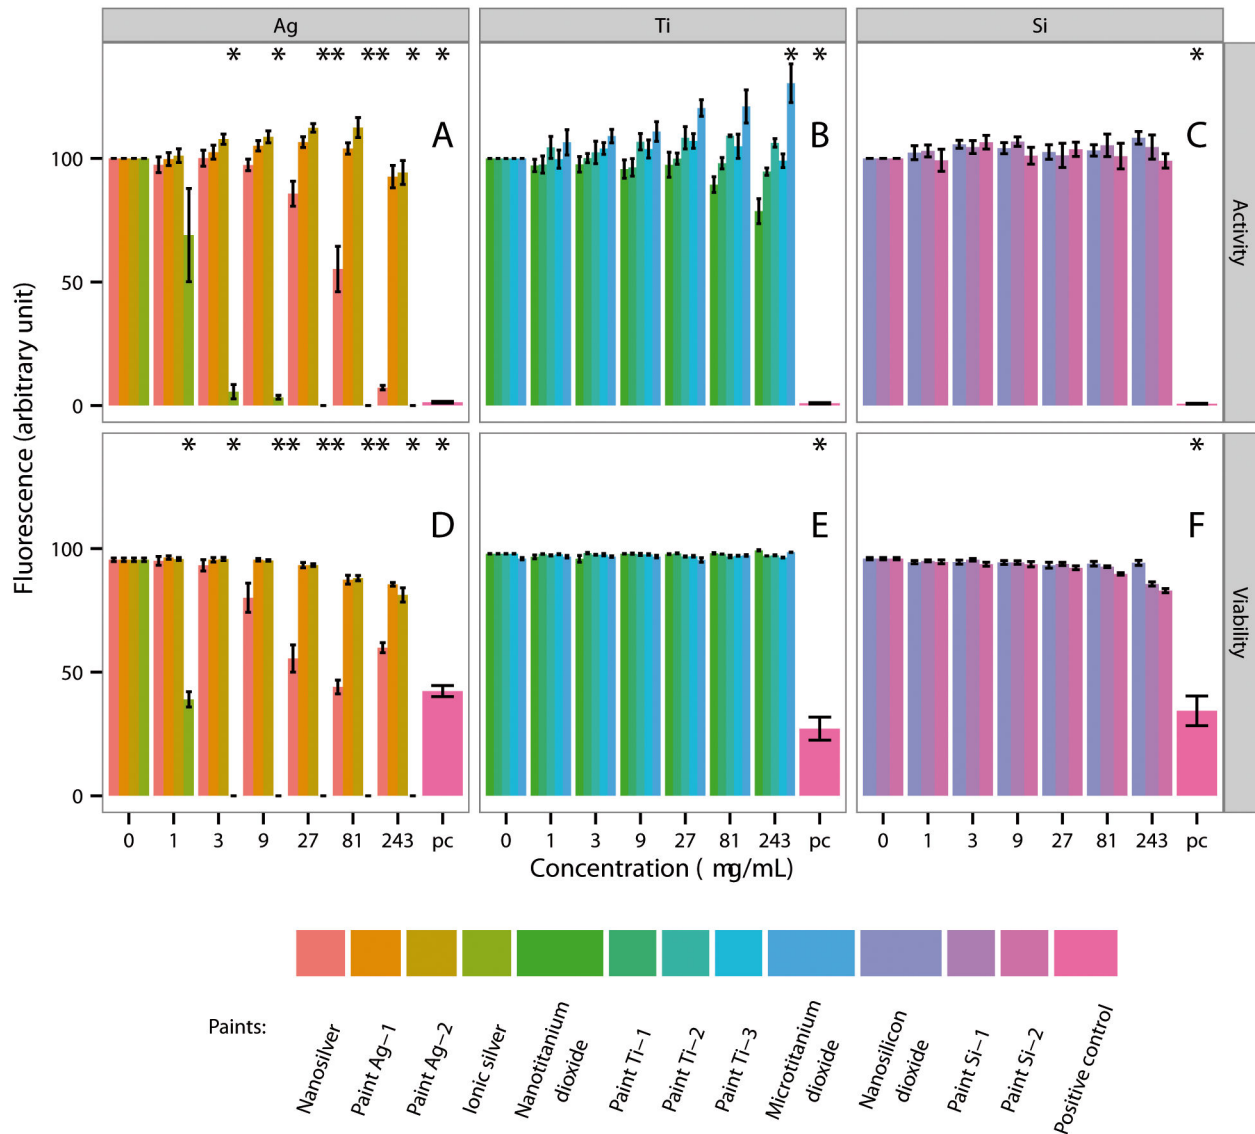 Ag Ti Si
* * ** ** * *
* *
*
A B C
100
50
0
Activity
Fluorescence (arbitrary unit)
* * ** ** ** * *
*
*
D E F
100
50
0
Viability
0 1 3 9 27 81 243 pc
0 1 3 9 27 81 243 pc
0 1 3 9 27 81 243 pc
Concentration ( mg/mL)
Paints:
Nanosilver
Paint Ag–1
Paint Ag–2
Ionic silver
Nanotitanium
dioxide
Paint Ti–1
Paint Ti–2
Paint Ti–3
Microtitanium
dioxide
Nanosilicon
dioxide
Paint Si–1
Paint Si–2
Positive control